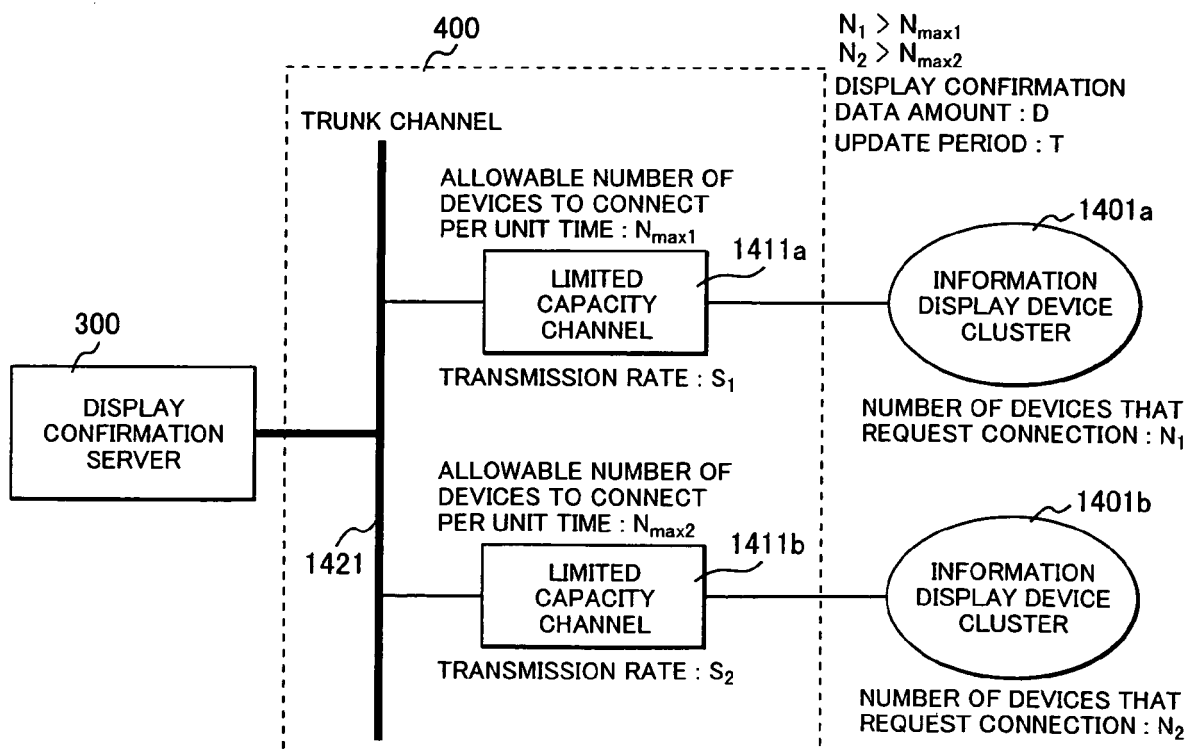 400
N1 > Nmax1
N2 > Nmax2
DISPLAY CONFIRMATION
DATA AMOUNT : D
UPDATE PERIOD : T
TRUNK CHANNEL
ALLOWABLE NUMBER OF
DEVICES TO CONNECT
PER UNIT TIME : Nmax1
1411a
LIMITED
CAPACITY
CHANNEL
TRANSMISSION RATE : S1
1401a
INFORMATION
DISPLAY DEVICE
CLUSTER
NUMBER OF DEVICES THAT
REQUEST CONNECTION : N1
300
DISPLAY
CONFIRMATION
SERVER
1421
ALLOWABLE NUMBER OF
DEVICES TO CONNECT
PER UNIT TIME : Nmax2
1411b
LIMITED
CAPACITY
CHANNEL
TRANSMISSION RATE : S2
1401b
INFORMATION
DISPLAY DEVICE
CLUSTER
NUMBER OF DEVICES THAT
REQUEST CONNECTION : N2